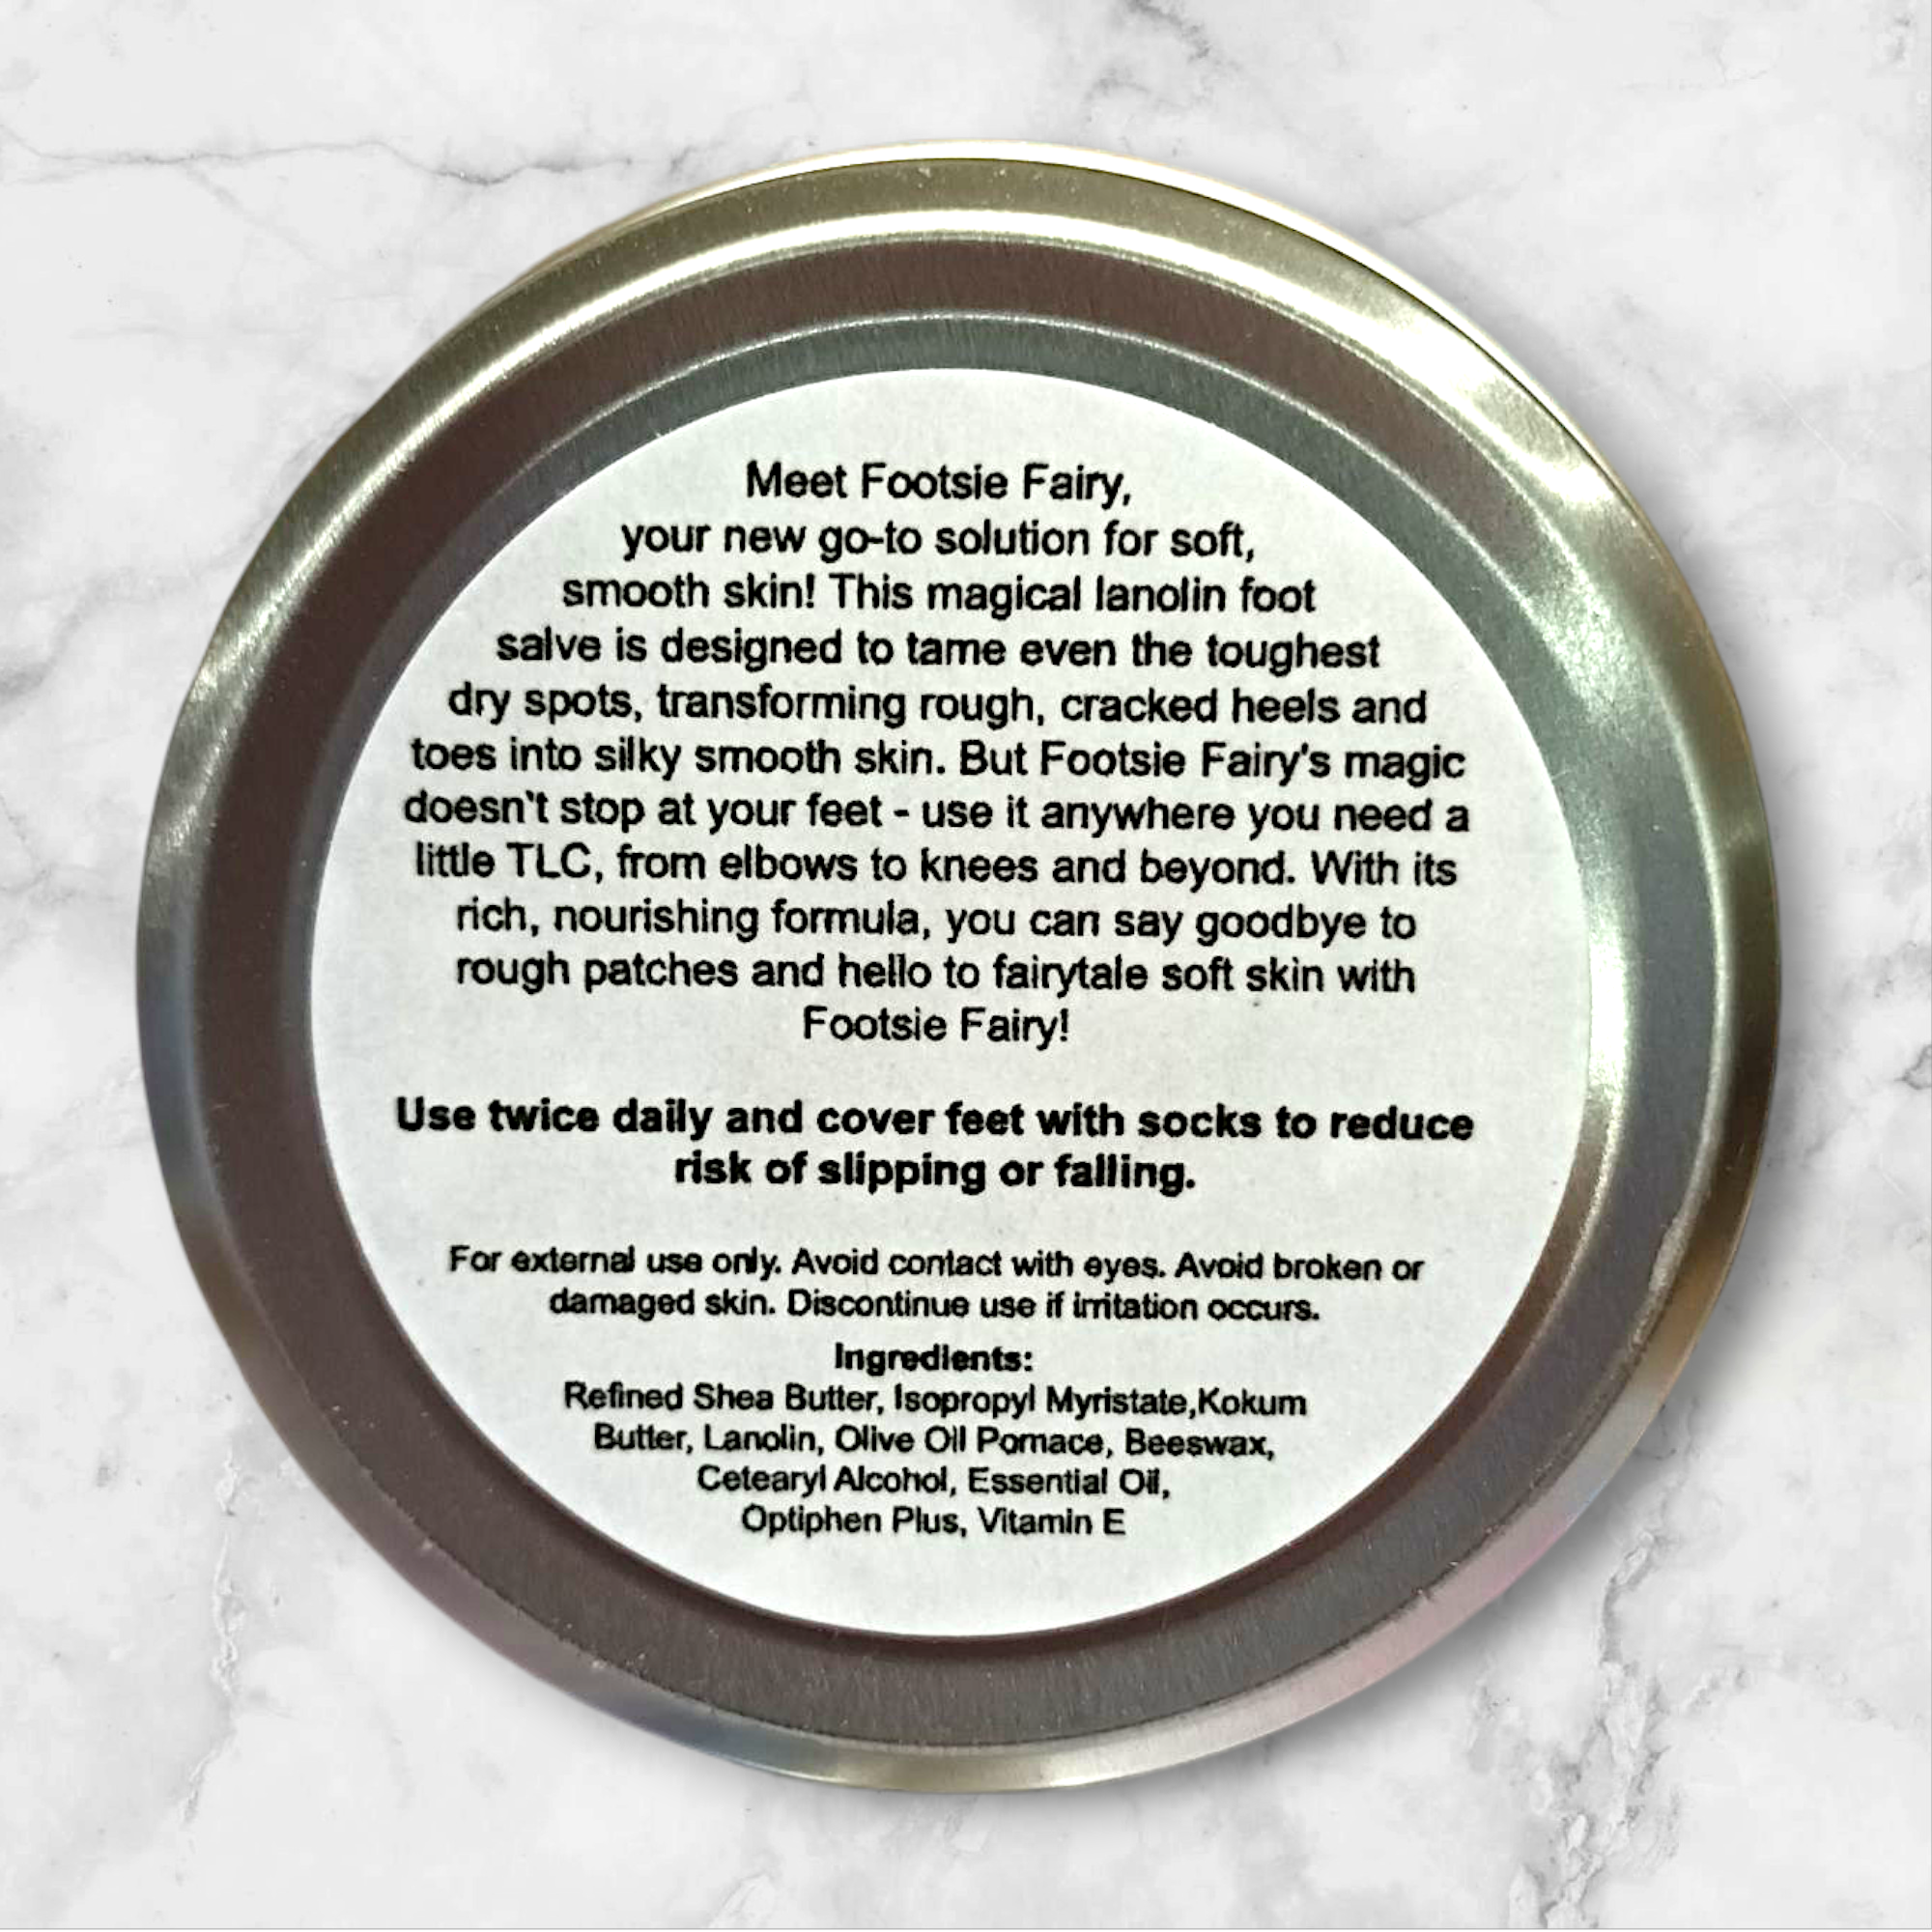 Meet Footsie Fairy,
your new go-to solution for soft,
smooth skin! This magical lanolin foot
salve is designed to tame even the toughest
dry spots, transforming rough, cracked heels and
toes into silky smooth skin. But Footsie Fairy's magic
doesn't stop at your feet - use it anywhere you need a
little TLC, from elbows to knees and beyond. With its
rich, nourishing formula, you can say goodbye to
rough patches and hello to fairytale soft skin with
Footsie Fairy!
Use twice daily and cover feet with socks to reduce
risk of slipping or falling.
For external use only. Avoid contact with eyes. Avoid broken or
damaged skin. Discontinue use if irritation occurs.
Ingredients:
Refined Shea Butter, Isopropyl Myristate,Kokum
Butter, Lanolin, Olive Oil Pomace, Beeswax,
Cetearyl Alcohol, Essential Oil,
Optiphen Plus, Vitamin E